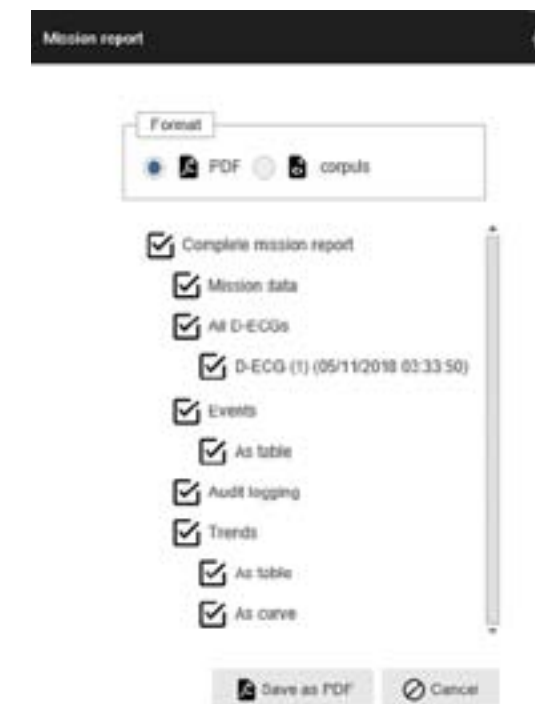 Mission report
Format
PDF corpuls
Complete mission report
Mission data
All D-ECGs
D-ECG (1) (05/11/2018 03:33:50)
Events
As table
Audit logging
Trends
As table
As curve
Save as PDF Cancel